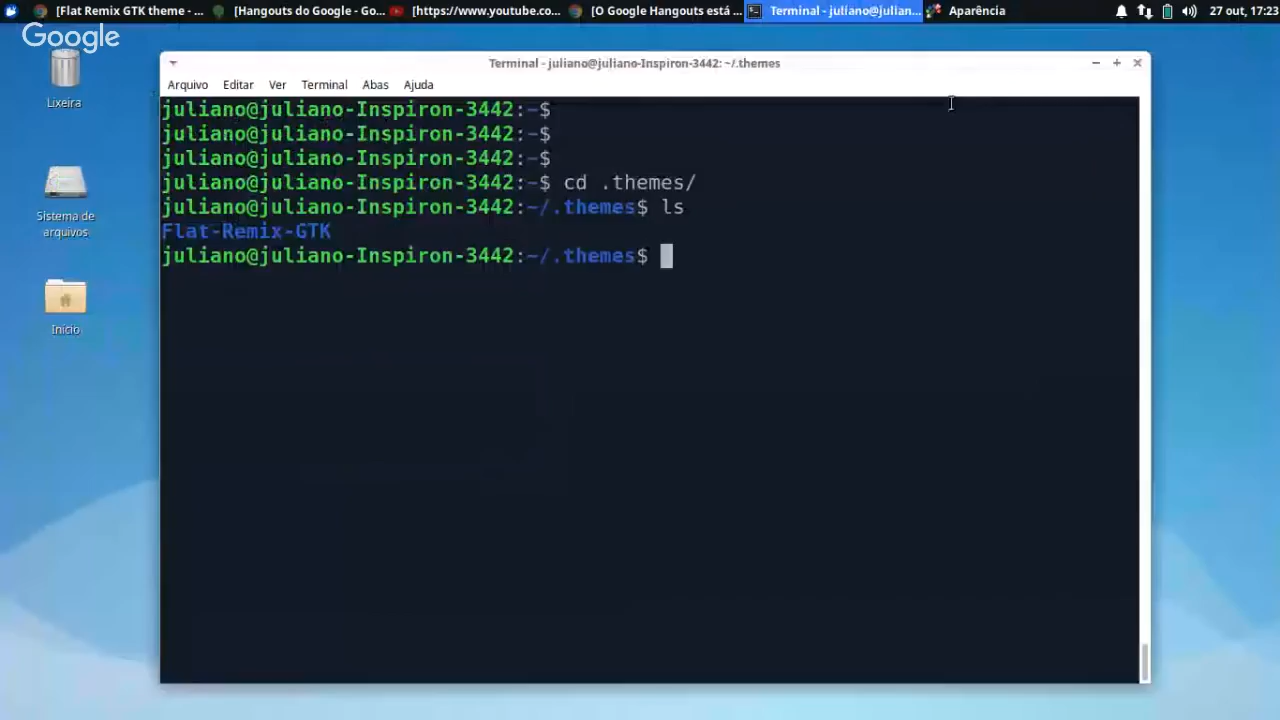 [Flat Remix GTK theme - ...
[Hangouts do Google - Go...
[https://www.youtube.co...
[O Google Hangouts está ...
Terminal - juliano@julian...
Aparência
27 out, 17:23
Google
Lixeira
Sistema de
arquivos
Início
Terminal - juliano@juliano-Inspiron-3442: ~/.themes
Arquivo Editar Ver Terminal Abas Ajuda
juliano@juliano-Inspiron-3442:~$
juliano@juliano-Inspiron-3442:~$
juliano@juliano-Inspiron-3442:~$
juliano@juliano-Inspiron-3442:~$ cd .themes/
juliano@juliano-Inspiron-3442:~/.themes$ ls
Flat-Remix-GTK
juliano@juliano-Inspiron-3442:~/.themes$